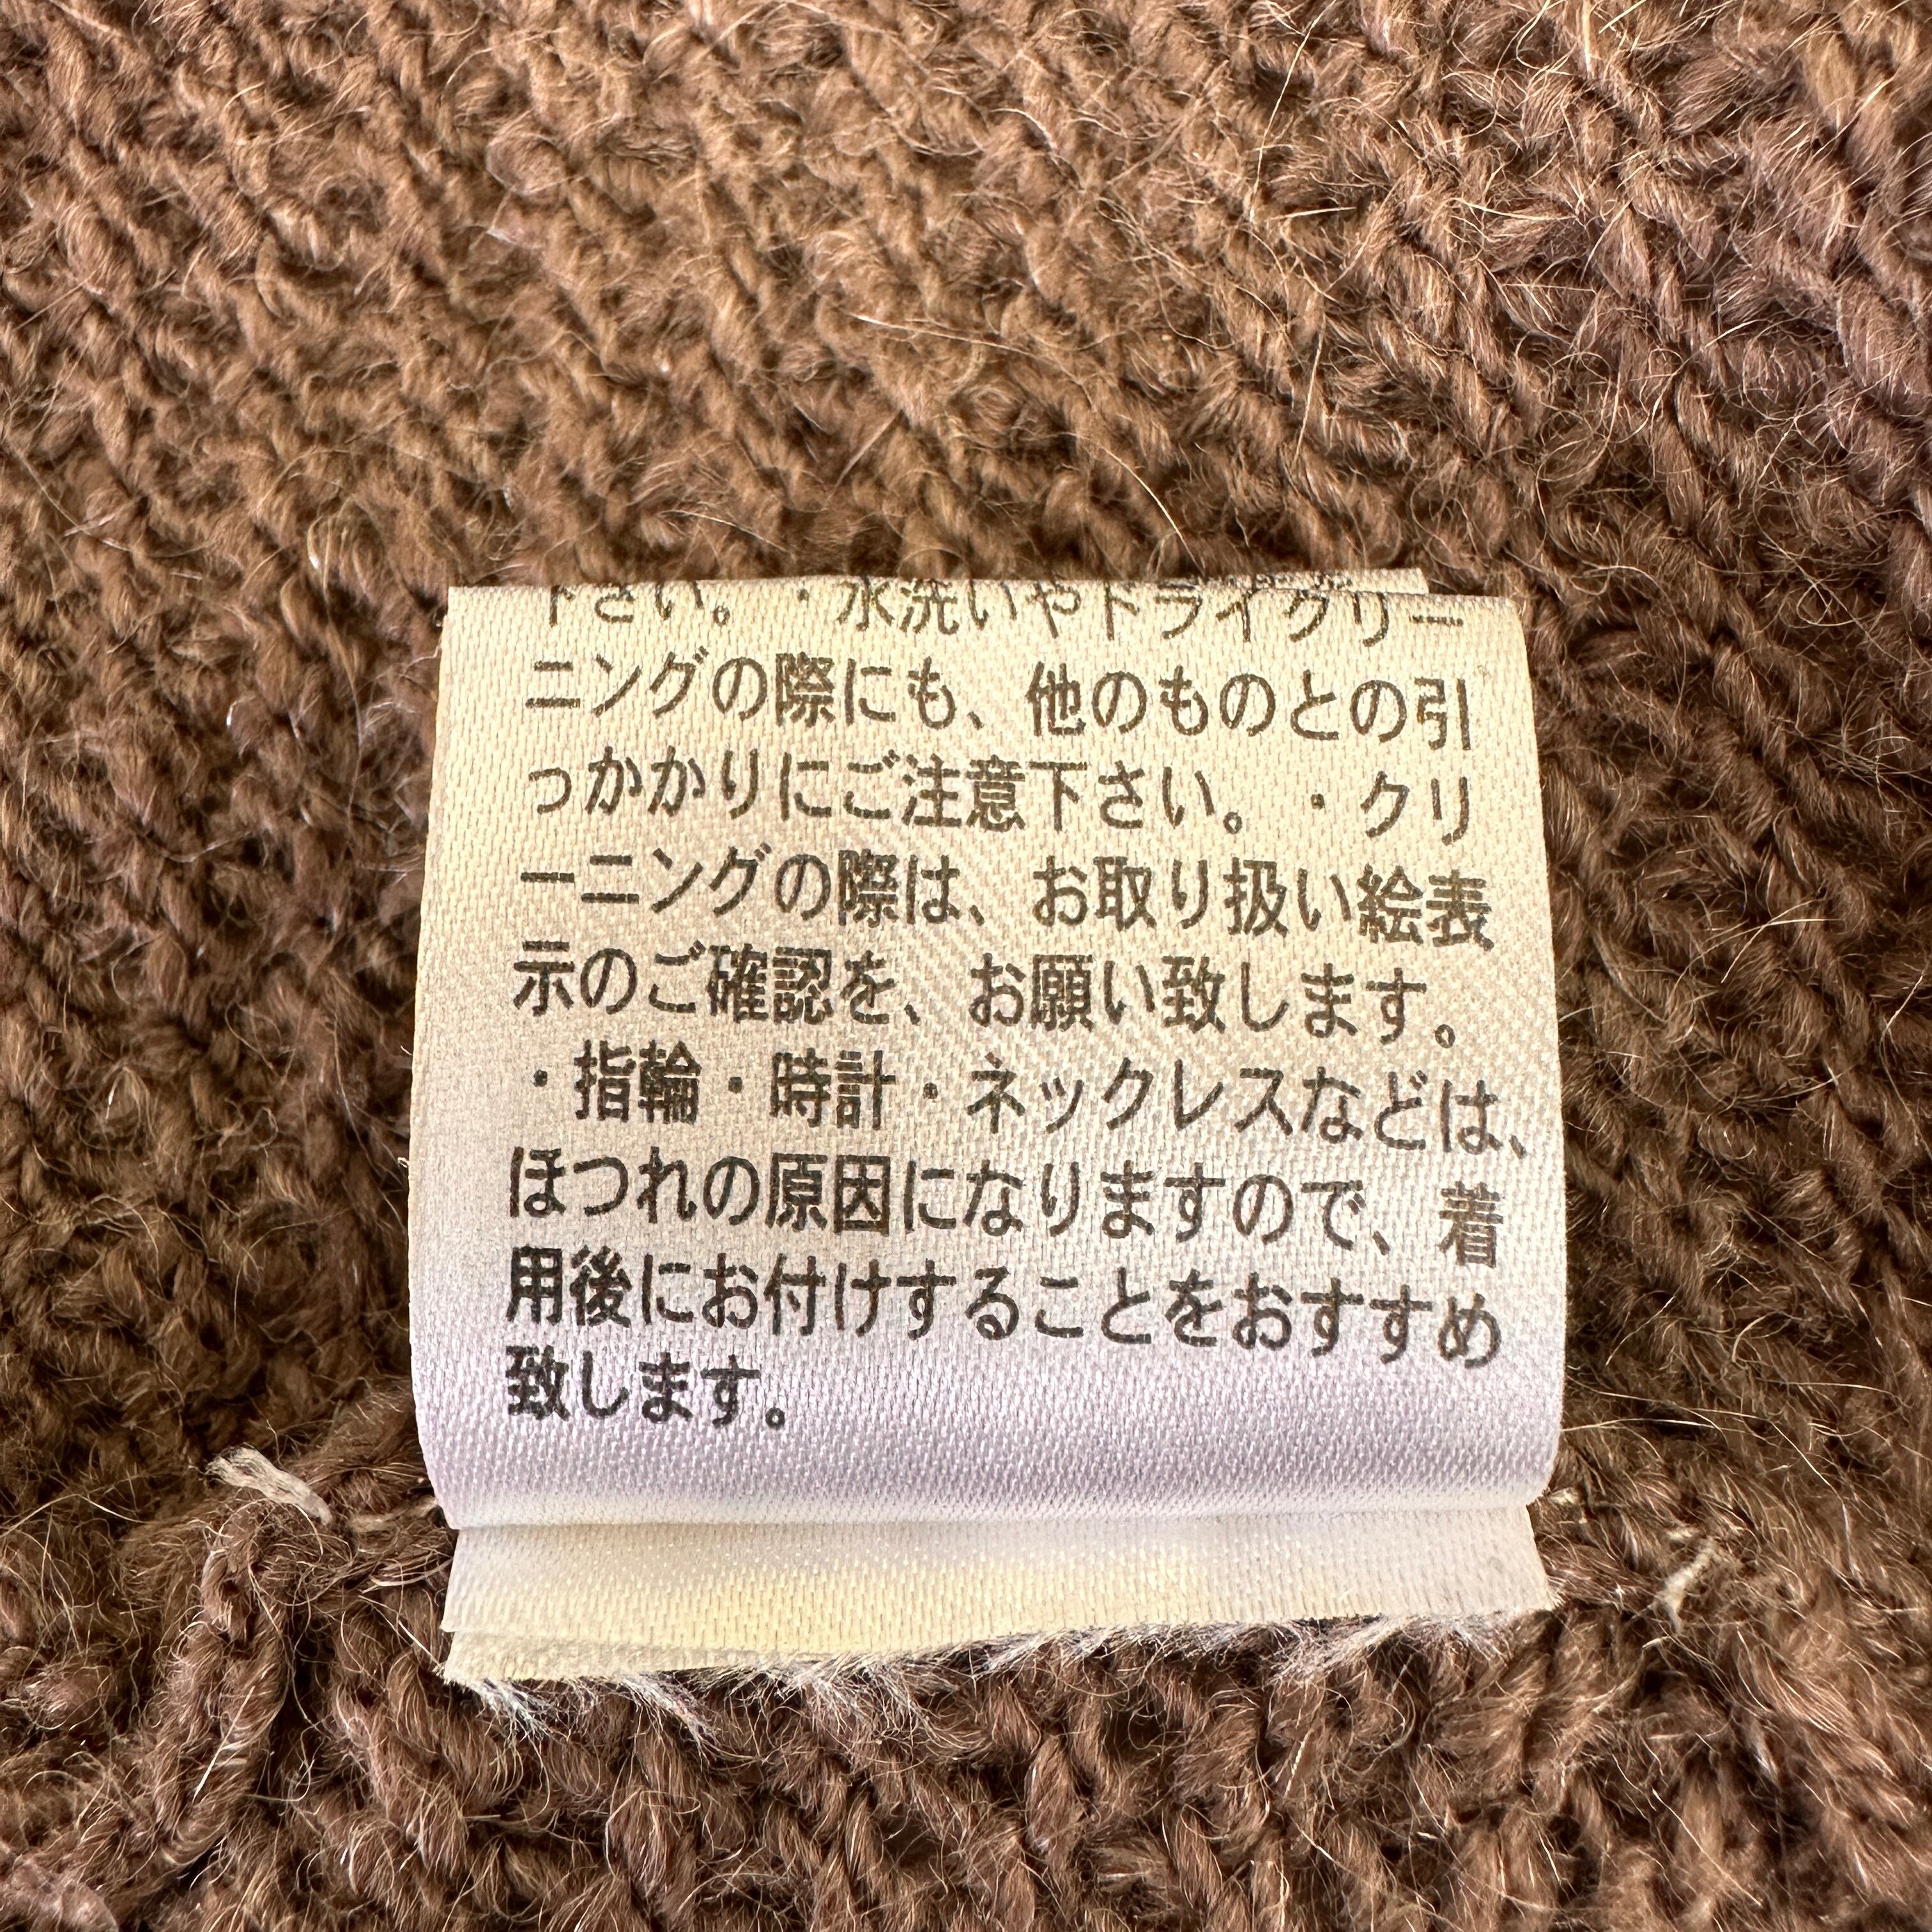 下さい。・水洗いやドライクリー
ニングの際にも、他のものとの引
っかかりにご注意下さい。・クリ
ーニングの際は、お取り扱い絵表
示のご確認を、お願い致します。
・指輪・時計・ネックレスなどは、
ほつれの原因になりますので、着
用後にお付けすることをおすすめ
致します。